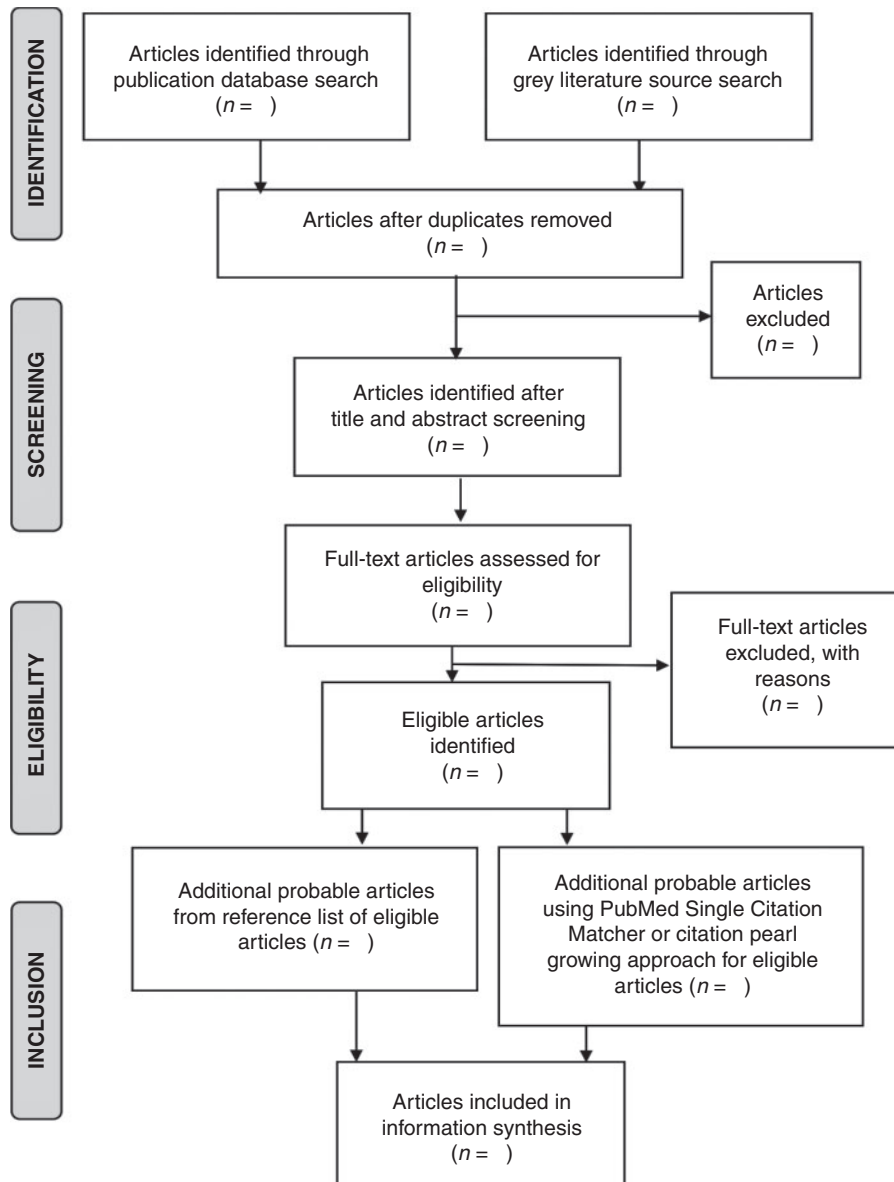 IDENTIFICATION
Articles identified through
publication database search
(n = )
Articles identified through
grey literature source search
(n = )
Articles after duplicates removed
(n = )
SCREENING
Articles
excluded
(n = )
Articles identified after
title and abstract screening
(n = )
Full-text articles assessed for
eligibility
(n = )
ELIGIBILITY
Full-text articles
excluded, with
reasons
(n = )
Eligible articles
identified
(n = )
Additional probable articles
from reference list of eligible
articles (n = )
Additional probable articles
using PubMed Single Citation
Matcher or citation pearl
growing approach for eligible
articles (n = )
INCLUSION
Articles included in
information synthesis
(n = )